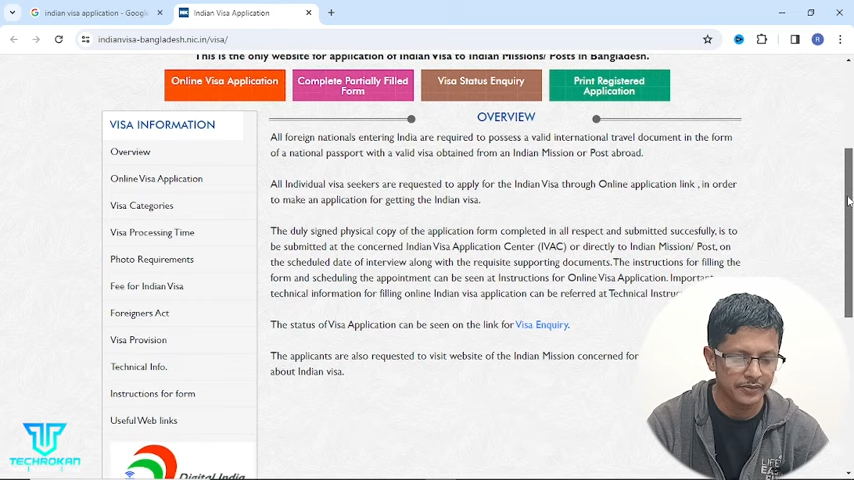 indian visa application - Googl
Indian Visa Application
indianvisa-bangladesh.nic.in/visa/
R
This is the only website for application of Indian Visa to Indian Missions/ Posts in Bangladesh.
Online Visa Application
Complete Partially Filled
Form
Visa Status Enquiry
Print Registered
Application
VISA INFORMATION
Overview
Online Visa Application
Visa Categories
Visa Processing Time
Photo Requirements
Fee for Indian Visa
Foreigners Act
Visa Provision
Technical Info.
Instructions for form
Useful Web links
Digital India
OVERVIEW
All foreign nationals entering India are required to possess a valid international travel document in the form
of a national passport with a valid visa obtained from an Indian Mission or Post abroad.
All Individual visa seekers are requested to apply for the Indian Visa through Online application link , in order
to make an application for getting the Indian visa.
The duly signed physical copy of the application form completed in all respect and submitted succesfully, is to
be submitted at the concerned Indian Visa Application Center (IVAC) or directly to Indian Mission/ Post, on
the scheduled date of interview along with the requisite supporting documents. The instructions for filling the
form and scheduling the appointment can be seen at Instructions for Online Visa Application. Important
technical information for filling online Indian visa application can be referred at Technical Instruc
The status of Visa Application can be seen on the link for Visa Enquiry.
The applicants are also requested to visit website of the Indian Mission concerned for
about Indian visa.
TECHROKAN
LIFE